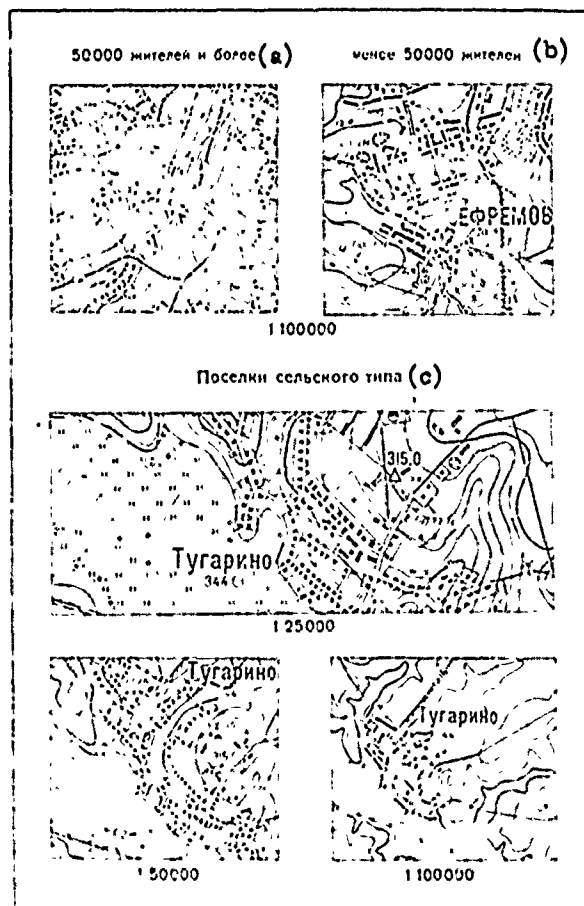 50000 жителей и более (a)
менее 50000 жителей (b)
ЕФРЕМОВ
1:100000
Поселки сельского типа (c)
315.0
Тугарино
344 С.
1:25000
Тугарино
Тугарино
1:50000
1:100000